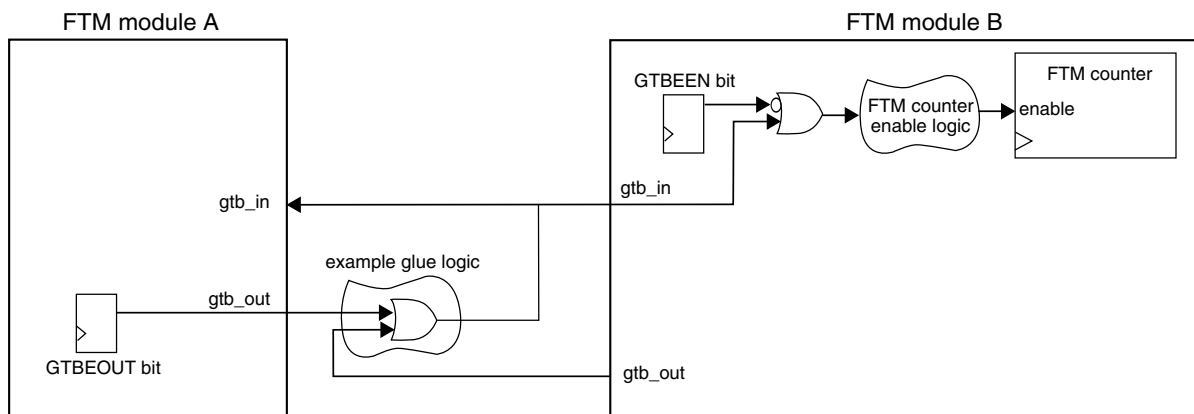 FTM module A
FTM module B
GTBEEN bit
FTM counter
enable
FTM counter
enable logic
gtb_in
gtb_in
example glue logic
gtb_out
GTBEOUT bit
gtb_out